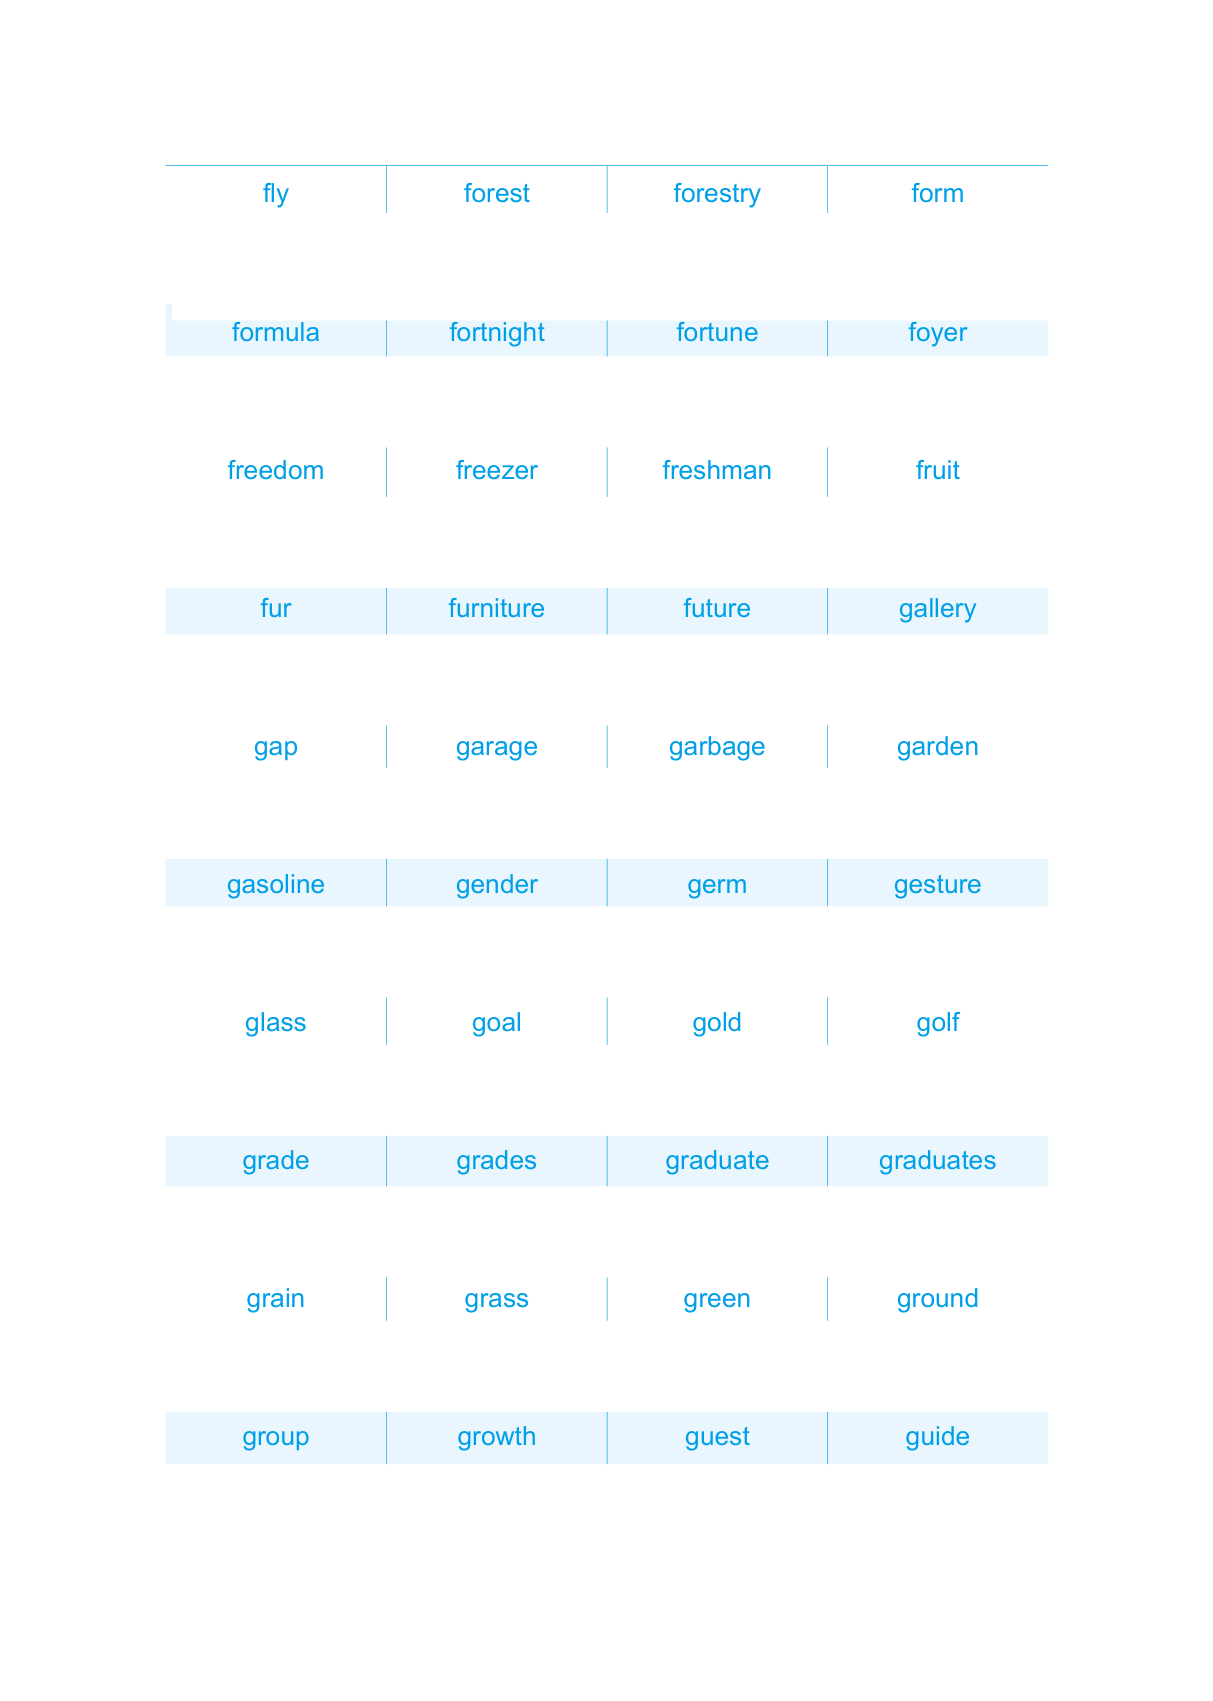 fly forest forestry form
formula fortnight fortune foyer
freedom freezer freshman fruit
fur furniture future gallery
gap garage garbage garden
gasoline gender germ gesture
glass goal gold golf
grade grades graduate graduates
grain grass green ground
group growth guest guide